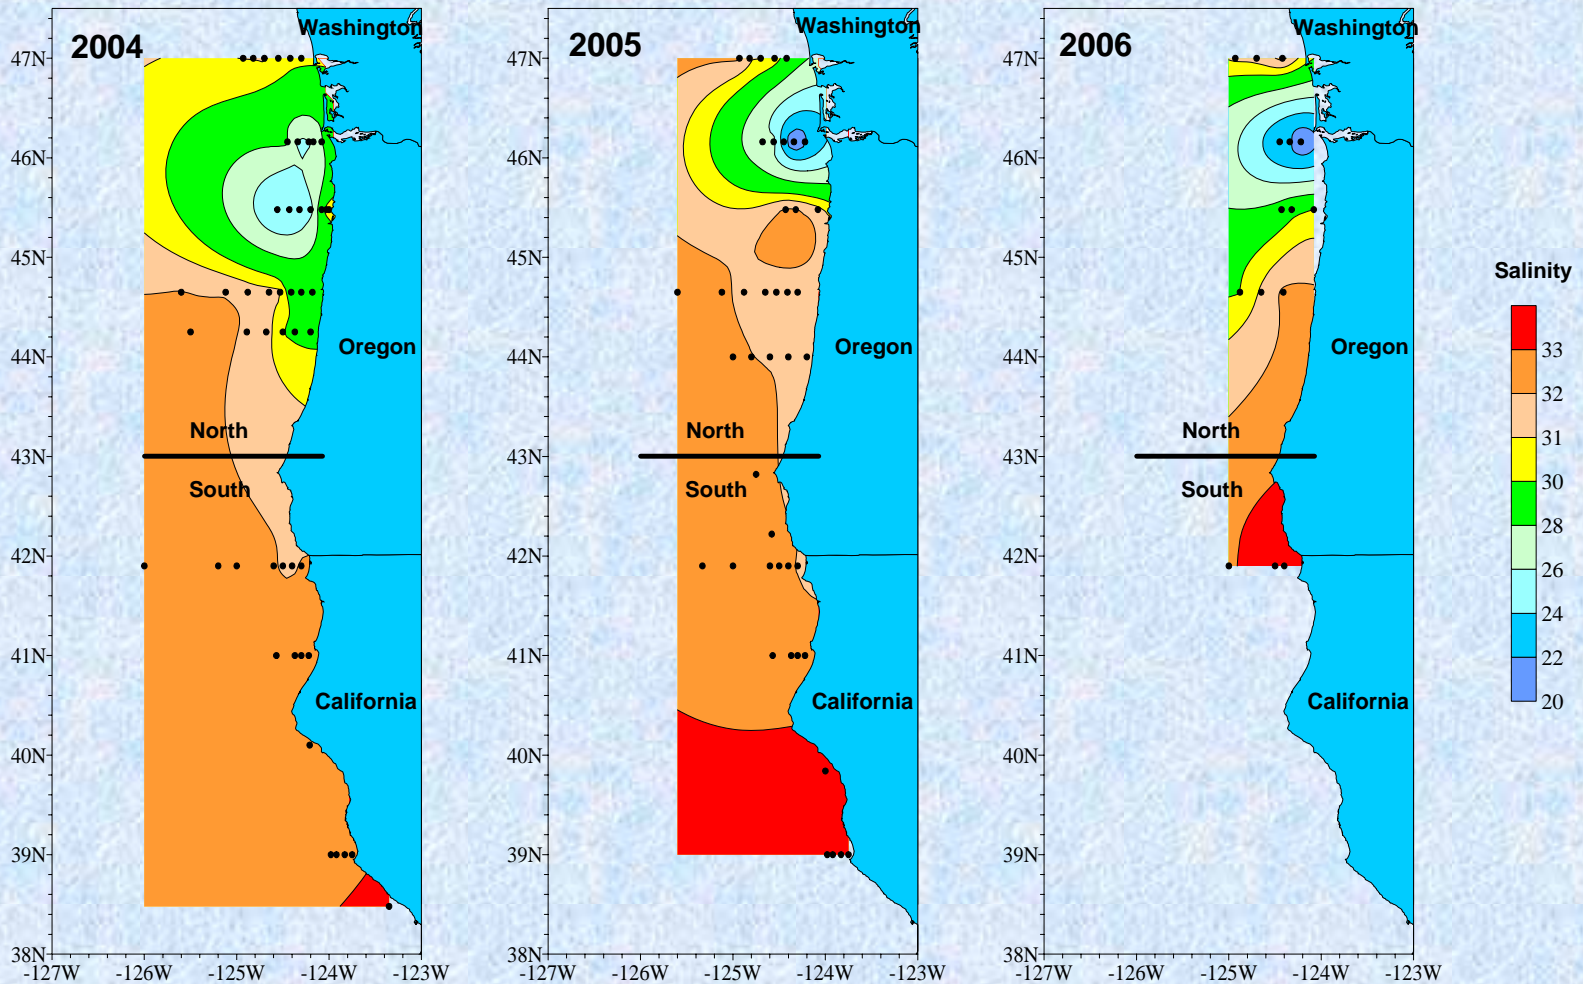 2004
Washington
47N
46N
45N
44N
43N
42N
41N
40N
39N
38N
-127W -126W -125W -124W -123W
Oregon
North
South
California
2005
Washington
47N
46N
45N
44N
43N
42N
41N
40N
39N
38N
-127W -126W -125W -124W -123W
Oregon
North
South
California
2006
Washington
47N
46N
45N
44N
43N
42N
41N
40N
39N
38N
-127W -126W -125W -124W -123W
Oregon
North
South
California
Salinity
33
32
31
30
28
26
24
22
20